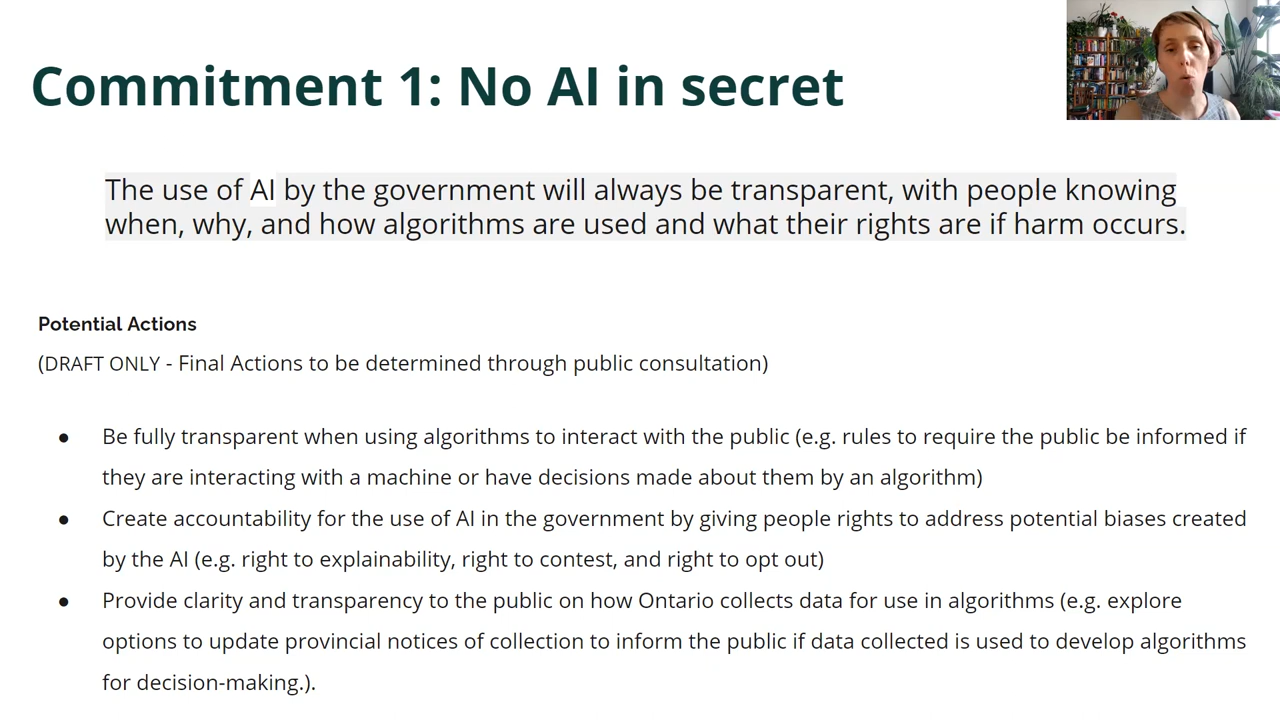 Commitment 1: No AI in secret
The use of AI by the government will always be transparent, with people knowing
when, why, and how algorithms are used and what their rights are if harm occurs.
Potential Actions
(DRAFT ONLY - Final Actions to be determined through public consultation)
● Be fully transparent when using algorithms to interact with the public (e.g. rules to require the public be informed if
they are interacting with a machine or have decisions made about them by an algorithm)
● Create accountability for the use of AI in the government by giving people rights to address potential biases created
by the AI (e.g. right to explainability, right to contest, and right to opt out)
● Provide clarity and transparency to the public on how Ontario collects data for use in algorithms (e.g. explore
options to update provincial notices of collection to inform the public if data collected is used to develop algorithms
for decision-making.).